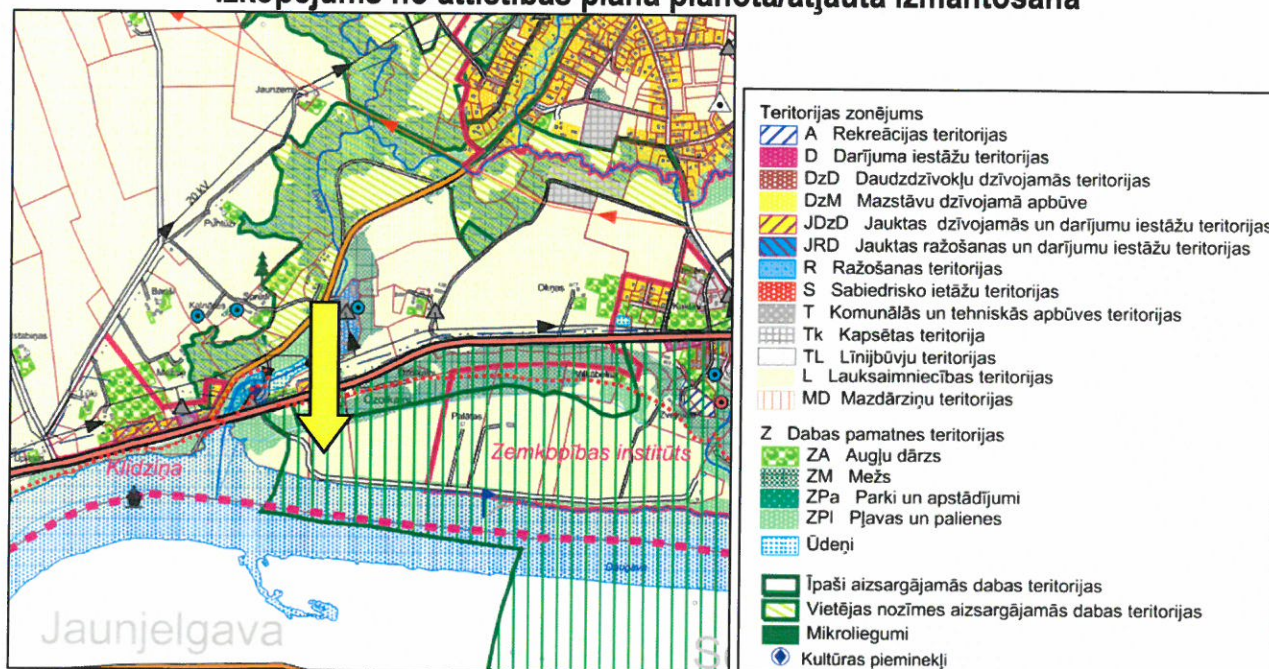 Izkopējums no attīstības plāna plānotā/atļautā izmantošana
Jaunzemi
20 KV
Oliņas
Palātas
Klidziņa
Zemkopības institūts
Daugava
Jaunjelgava
Teritorijas zonējums
A Rekreācijas teritorijas
D Darījuma iestāžu teritorijas
DzD Daudzdzīvokļu dzīvojamās teritorijas
DzM Mazstāvu dzīvojamā apbūve
JDzD Jauktas dzīvojamās un darījumu iestāžu teritorijas
JRD Jauktas ražošanas un darījumu iestāžu teritorijas
R Ražošanas teritorijas
S Sabiedrisko ietāžu teritorijas
T Komunālās un tehniskās apbūves teritorijas
Tk Kapsētas teritorija
TL Līnijbūvju teritorijas
L Lauksaimniecības teritorijas
MD Mazdārziņu teritorijas
Z Dabas pamatnes teritorijas
ZA Augļu dārzs
ZM Mežs
ZPa Parki un apstādījumi
ZPl Pļavas un palienes
Ūdeņi
Īpaši aizsargājamās dabas teritorijas
Vietējas nozīmes aizsargājamās dabas teritorijas
Mikroliegumi
Kultūras pieminekļi